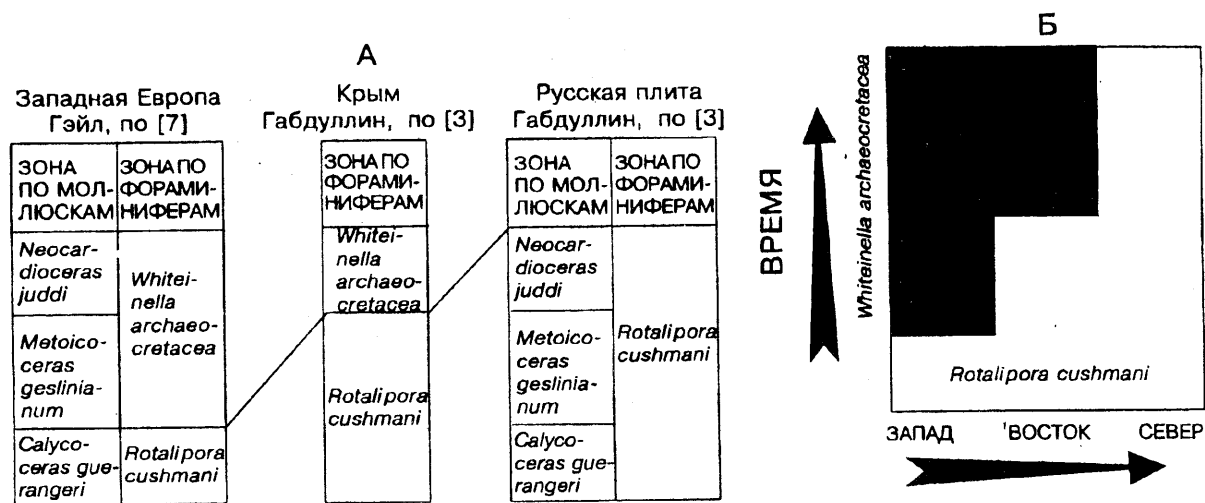 А
Западная Европа
Гэйл, по [7]
ЗОНА
ПО МОЛ-
ЛЮСКАМ
ЗОНА ПО
ФОРАМИ-
НИФЕРАМ
Neocar-
dioceras
juddi
Metoico-
ceras
geslinia-
num
Calyco-
ceras gue-
rangeri
Whitei-
nella
archaeo-
cretacea
Rotalipora
cushmani
Крым
Габдуллин, по [3]
ЗОНА ПО
ФОРАМИ-
НИФЕРАМ
Whitei-
nella
archaeo-
cretacea
Rotalipora
cushmani
Русская плита
Габдуллин, по [3]
ЗОНА
ПО МОЛ-
ЛЮСКАМ
ЗОНА ПО
ФОРАМИ-
НИФЕРАМ
Neocar-
dioceras
juddi
Metoico-
ceras
geslinia-
num
Calyco-
ceras gue-
rangeri
Rotalipora
cushmani
Б
ВРЕМЯ
Whiteinella archaeocretacea
Rotalipora cushmani
ЗАПАД ВОСТОК СЕВЕР